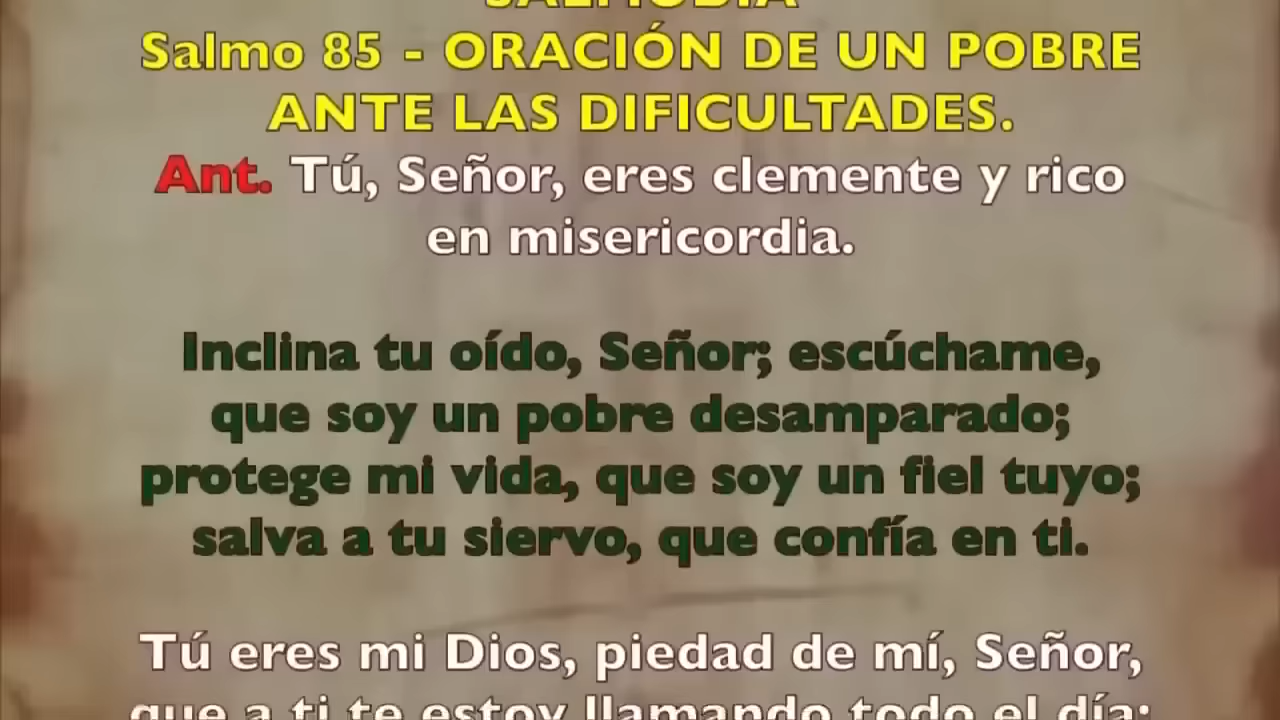 SALMODIA
Salmo 85 - ORACIÓN DE UN POBRE
ANTE LAS DIFICULTADES.
Ant. Tú, Señor, eres clemente y rico
en misericordia.
Inclina tu oído, Señor; escúchame,
que soy un pobre desamparado;
protege mi vida, que soy un fiel tuyo;
salva a tu siervo, que confía en ti.
Tú eres mi Dios, piedad de mí, Señor,
que a ti te estoy llamando todo el día;